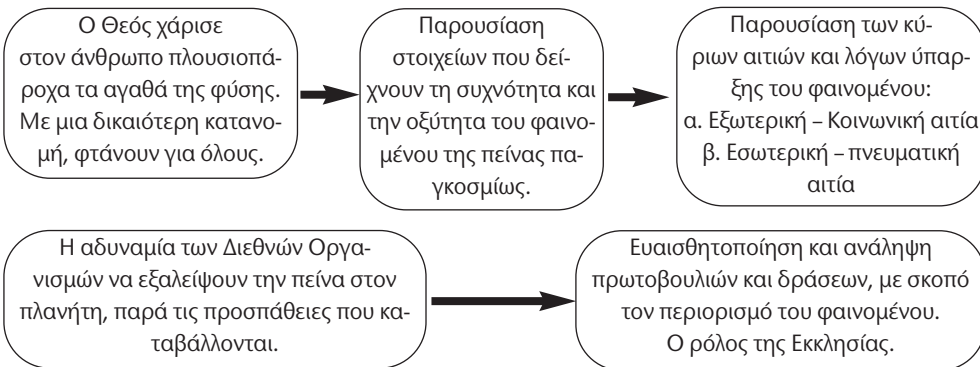 Ο Θεός χάρισε
στον άνθρωπο πλουσιοπά-
ροχα τα αγαθά της φύσης.
Με μια δικαιότερη κατανο-
μή, φτάνουν για όλους.
Παρουσίαση
στοιχείων που δεί-
χνουν τη συχνότητα και
την οξύτητα του φαινο-
μένου της πείνας πα-
γκοσμίως.
Παρουσίαση των κύ-
ριων αιτιών και λόγων ύπαρ-
ξης του φαινομένου:
α. Εξωτερική – Κοινωνική αιτία
β. Εσωτερική – πνευματική
αιτία
Η αδυναμία των Διεθνών Οργα-
νισμών να εξαλείψουν την πείνα στον
πλανήτη, παρά τις προσπάθειες που κα-
ταβάλλονται.
Ευαισθητοποίηση και ανάληψη
πρωτοβουλιών και δράσεων, με σκοπό
τον περιορισμό του φαινομένου.
Ο ρόλος της Εκκλησίας.